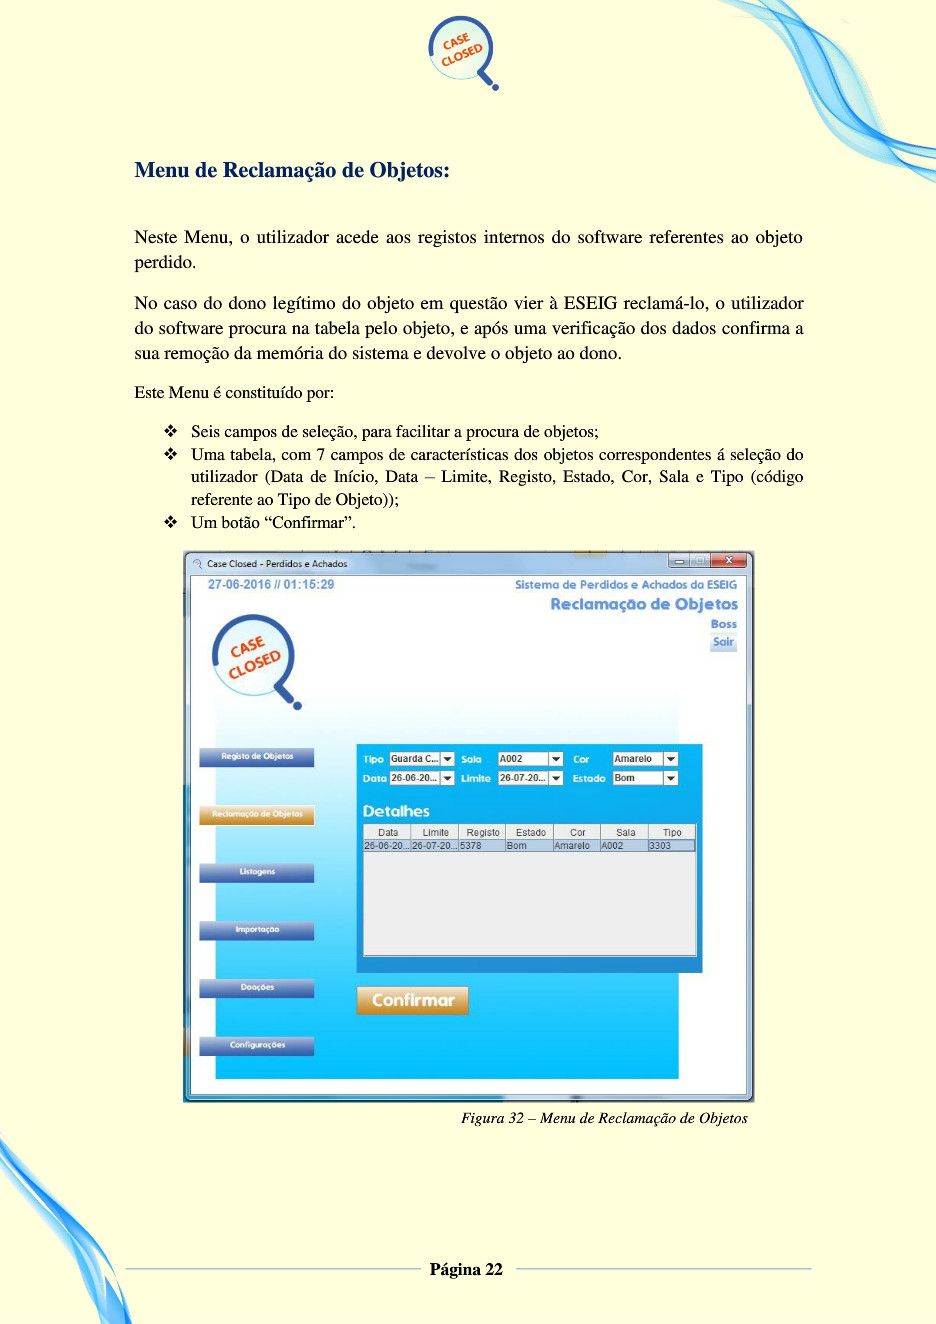 CASE
CLOSED
Menu de Reclamação de Objetos:
Neste Menu, o utilizador acede aos registos internos do software referentes ao objeto
perdido.
No caso do dono legítimo do objeto em questão vier à ESEIG reclamá-lo, o utilizador
do software procura na tabela pelo objeto, e após uma verificação dos dados confirma a
sua remoção da memória do sistema e devolve o objeto ao dono.
Este Menu é constituído por:
❖ Seis campos de seleção, para facilitar a procura de objetos;
❖ Uma tabela, com 7 campos de características dos objetos correspondentes á seleção do
utilizador (Data de Início, Data – Limite, Registo, Estado, Cor, Sala e Tipo (código
referente ao Tipo de Objeto));
❖ Um botão “Confirmar”.
Case Closed - Perdidos e Achados
27-06-2016 // 01:15:29 Sistema de Perdidos e Achados da ESEIG
Reclamação de Objetos
Boss
Sair
CASE
CLOSED
Registo de Objetos
Reclamação de Objetos
Listagens
Importação
Doações
Configurações
Tipo Guarda C... Sala A002 Cor Amarelo
Data 26-06-20... Limite 26-07-20... Estado Bom
Detalhes
Data Limite Registo Estado Cor Sala Tipo
26-06-20... 26-07-20... 5378 Bom Amarelo A002 3303
Confirmar
Figura 32 – Menu de Reclamação de Objetos
Página 22